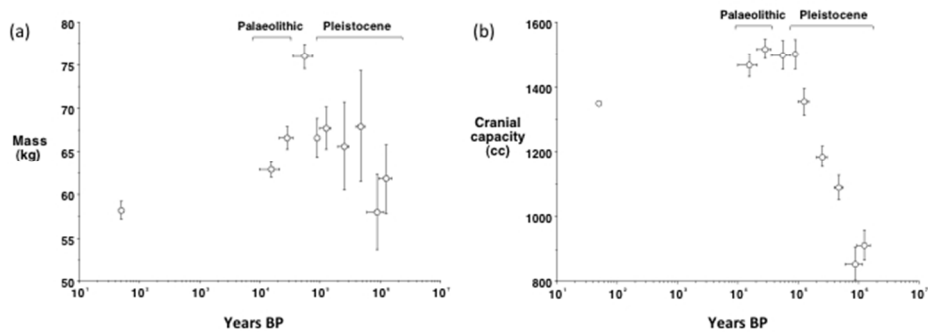 (a)
80
75
70
65
60
55
50
Mass
(kg)
Palaeolithic Pleistocene
10¹ 10² 10³ 10⁴ 10⁵ 10⁶ 10⁷
Years BP
(b)
1600
1400
1200
1000
800
Cranial
capacity
(cc)
Palaeolithic Pleistocene
10¹ 10² 10³ 10⁴ 10⁵ 10⁶ 10⁷
Years BP